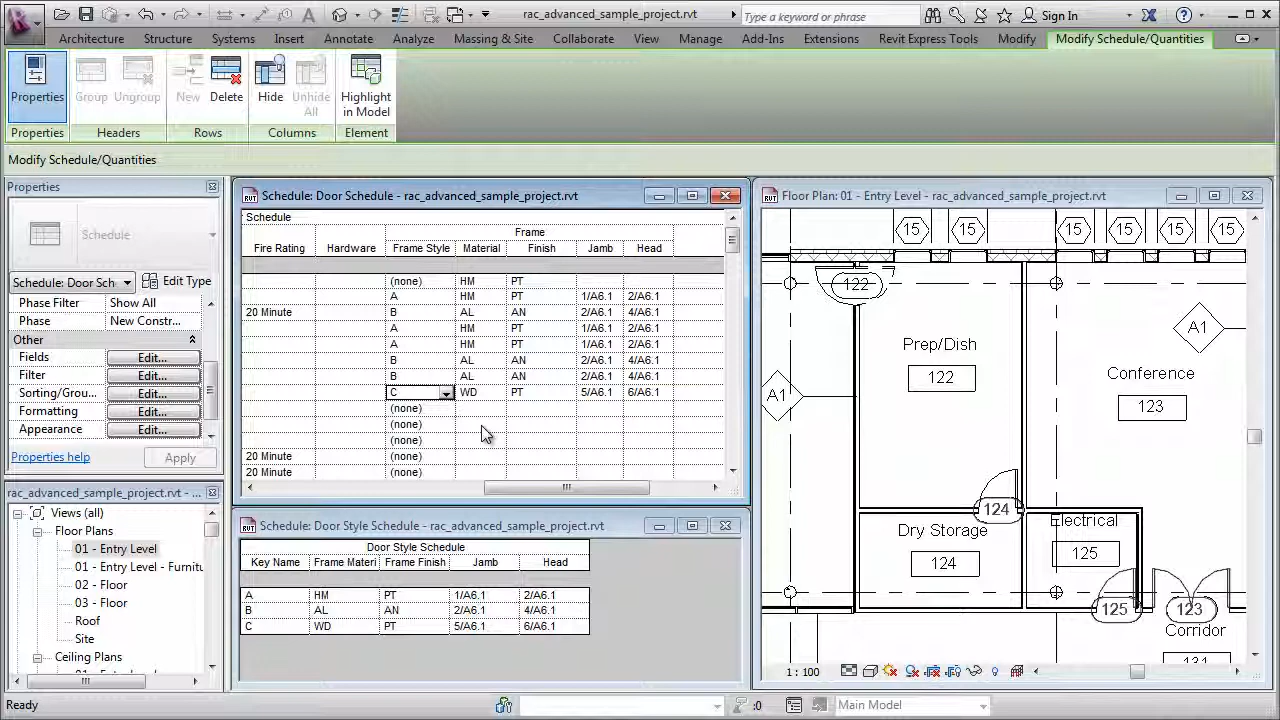 rac_advanced_sample_project.rvt
Type a keyword or phrase
Sign In
Architecture Structure Systems Insert Annotate Analyze Massing & Site Collaborate View Manage Add-Ins Extensions Revit Express Tools Modify Modify Schedule/Quantities
Properties Group Ungroup New Delete Hide Unhide All Highlight in Model
Properties Headers Rows Columns Element
Modify Schedule/Quantities
Properties
Schedule
Schedule: Door Sch
Edit Type
Phase Filter Show All
Phase New Constr...
Other
Fields Edit...
Filter Edit...
Sorting/Grou... Edit...
Formatting Edit...
Appearance Edit...
Properties help Apply
rac_advanced_sample_project.rvt - ...
Views (all)
Floor Plans
01 - Entry Level
01 - Entry Level - Furnitu
02 - Floor
03 - Floor
Roof
Site
Ceiling Plans
Schedule: Door Schedule - rac_advanced_sample_project.rvt
Schedule
Frame
Fire Rating Hardware Frame Style Material Finish Jamb Head
(none) HM PT
A HM PT 1/A6.1 2/A6.1
20 Minute B AL AN 2/A6.1 4/A6.1
A HM PT 1/A6.1 2/A6.1
A HM PT 1/A6.1 2/A6.1
B AL AN 2/A6.1 4/A6.1
B AL AN 2/A6.1 4/A6.1
C WD PT 5/A6.1 6/A6.1
(none)
(none)
(none)
20 Minute (none)
20 Minute (none)
Schedule: Door Style Schedule - rac_advanced_sample_project.rvt
Door Style Schedule
Key Name Frame Materi Frame Finish Jamb Head
A HM PT 1/A6.1 2/A6.1
B AL AN 2/A6.1 4/A6.1
C WD PT 5/A6.1 6/A6.1
Floor Plan: 01 - Entry Level - rac_advanced_sample_project.rvt
15 15 15 15 15
122
A1
Prep/Dish
122
Conference
123
A1
124
Dry Storage
124
Electrical
125
125
123
Corridor
1 : 100
Ready
:0
Main Model